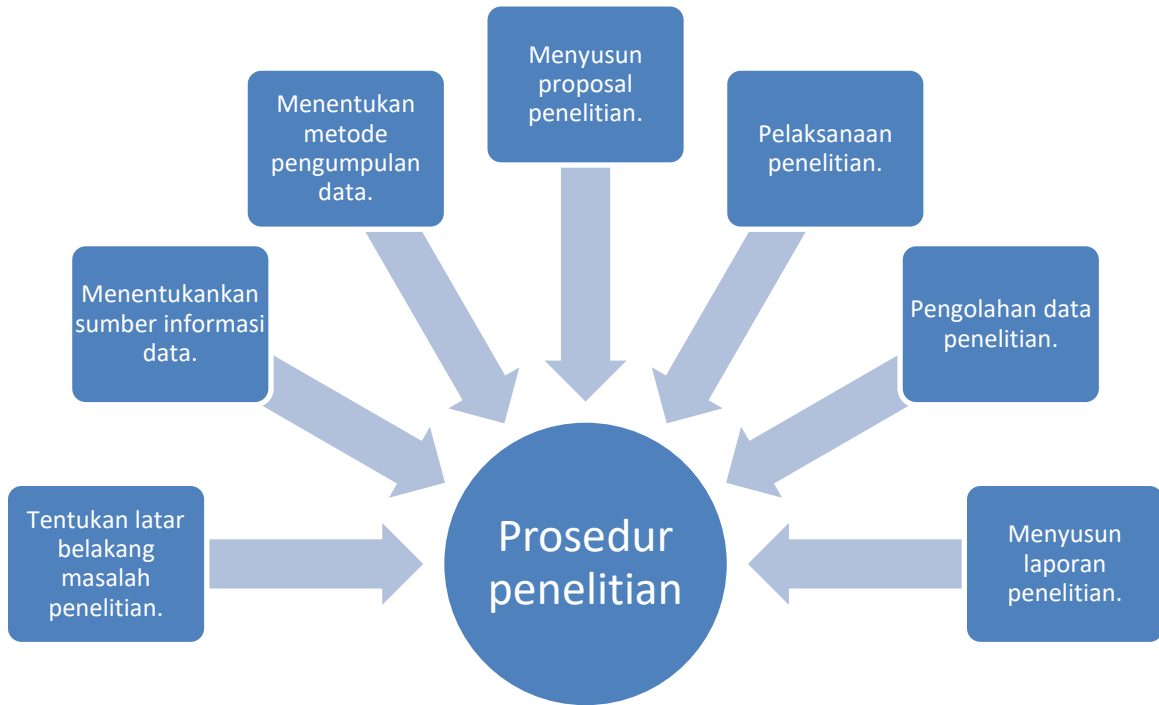 Tentukan latar
belakang
masalah
penelitian.
Menentukankan
sumber informasi
data.
Menentukan
metode
pengumpulan
data.
Menyusun
proposal
penelitian.
Pelaksanaan
penelitian.
Pengolahan data
penelitian.
Menyusun
laporan
penelitian.
Prosedur
penelitian